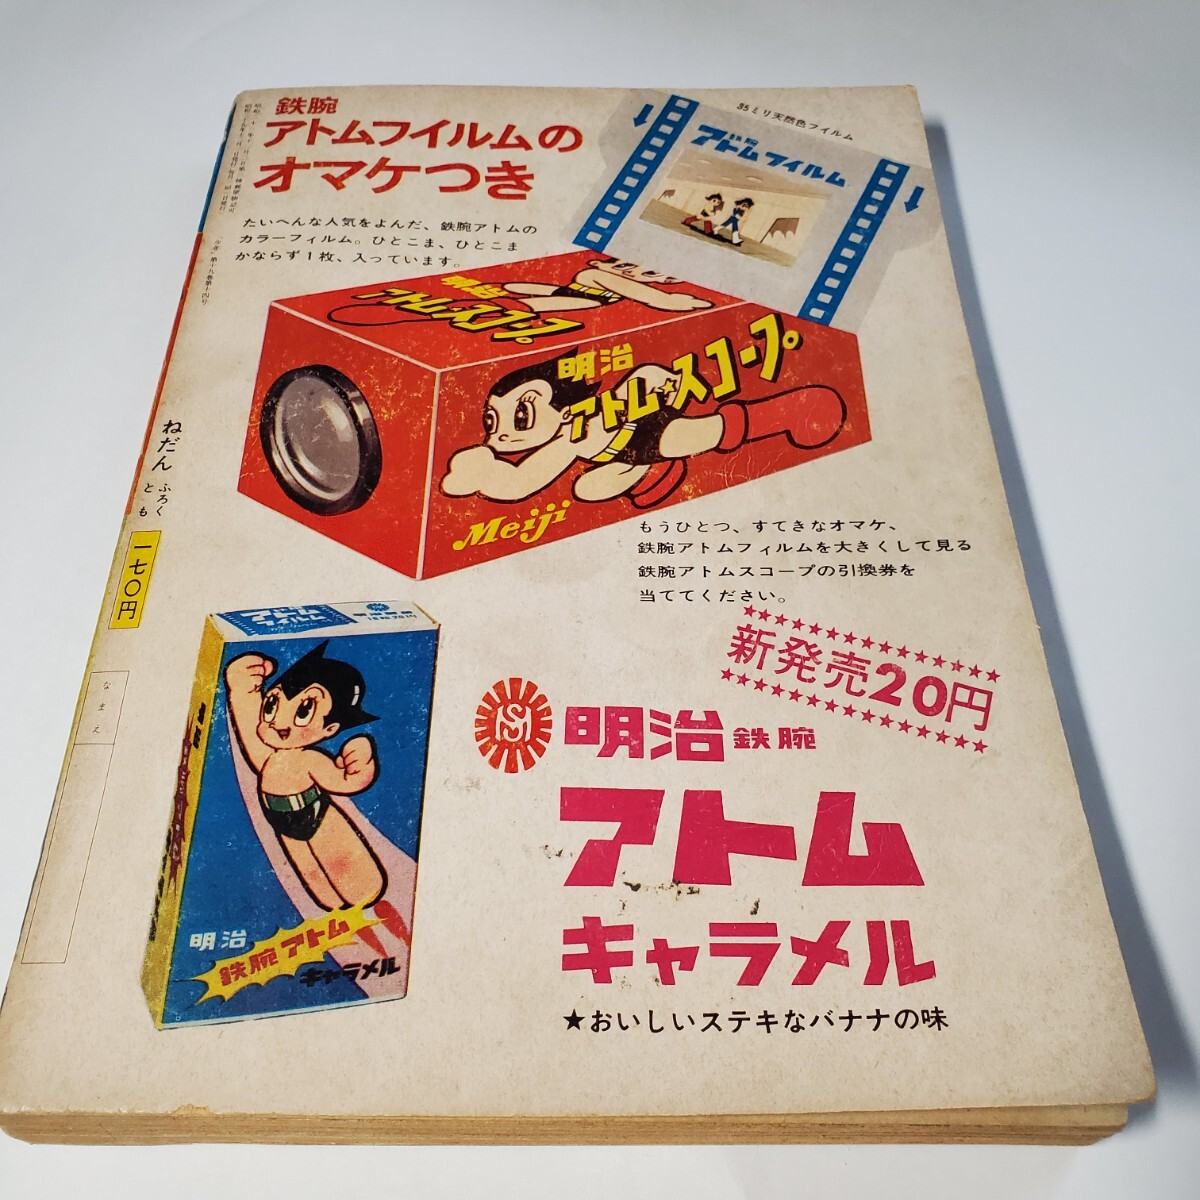 鉄腕
アトムフイルムの
オマケつき
たいへんな人気をよんだ、鉄腕アトムの
カラーフィルム。ひとこま、ひとこま
かならず1枚、入っています。
35ミリ天然色フイルム
アトムフイルム
明治
アトム★スコープ
明治
アトム★スコープ
Meiji
もうひとつ、すてきなオマケ、
鉄腕アトムフィルムを大きくして見る
鉄腕アトムスコープの引換券を
当ててください。
新発売20円
明治 鉄腕
アトム
キャラメル
★おいしいステキなバナナの味
明治
鉄腕アトム
キャラメル
ねだん
ふろく
とも
一七〇円
なまえ